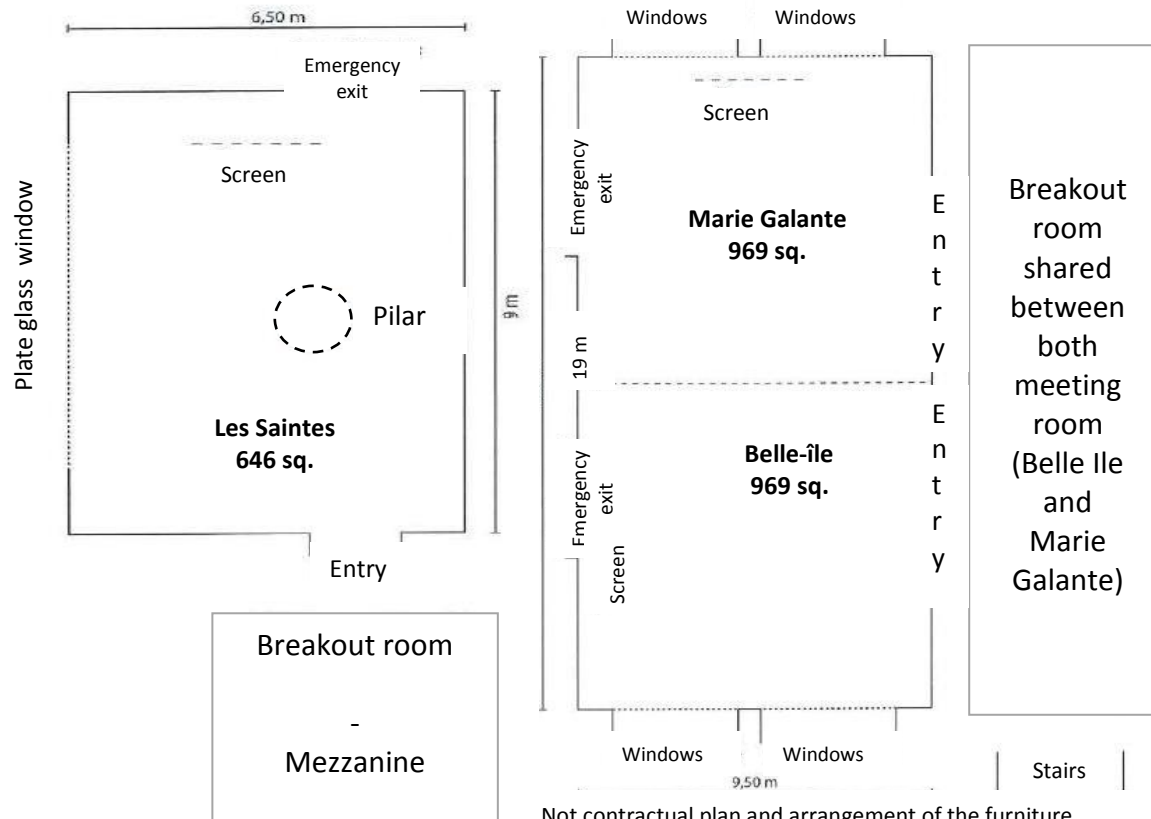 6,50 m
Emergency
exit
Screen
Plate glass window
Pilar
9 m
Les Saintes
646 sq.
Entry
Breakout room
-
Mezzanine
Windows
Windows
Screen
Emergency
exit
Marie Galante
969 sq.
Entry
19 m
Belle-île
969 sq.
Emergency
exit
Screen
Entry
Windows
Windows
9,50 m
Breakout
room
shared
between
both
meeting
room
(Belle Ile
and
Marie
Galante)
Stairs
Not contractual plan and arrangement of the furniture